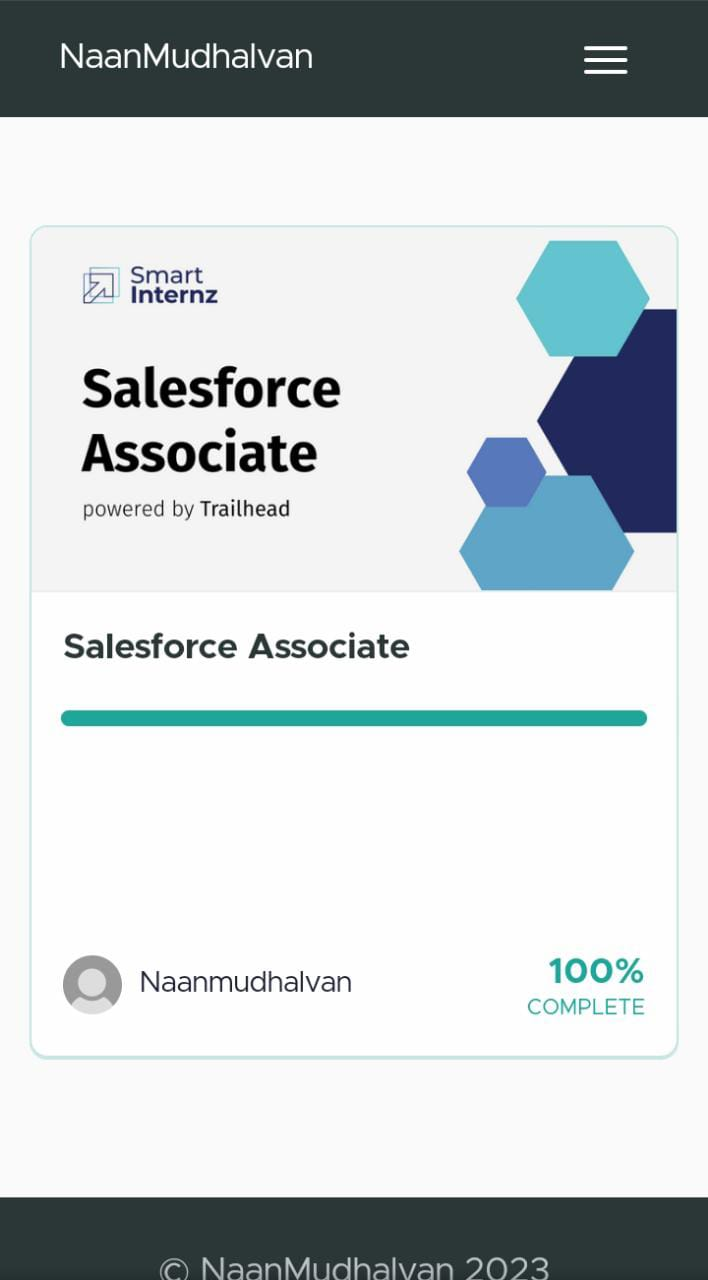 NaanMudhalvan
Smart
Internz
Salesforce
Associate
powered by Trailhead
Salesforce Associate
Naanmudhalvan
100%
COMPLETE
© NaanMudhalvan 2023